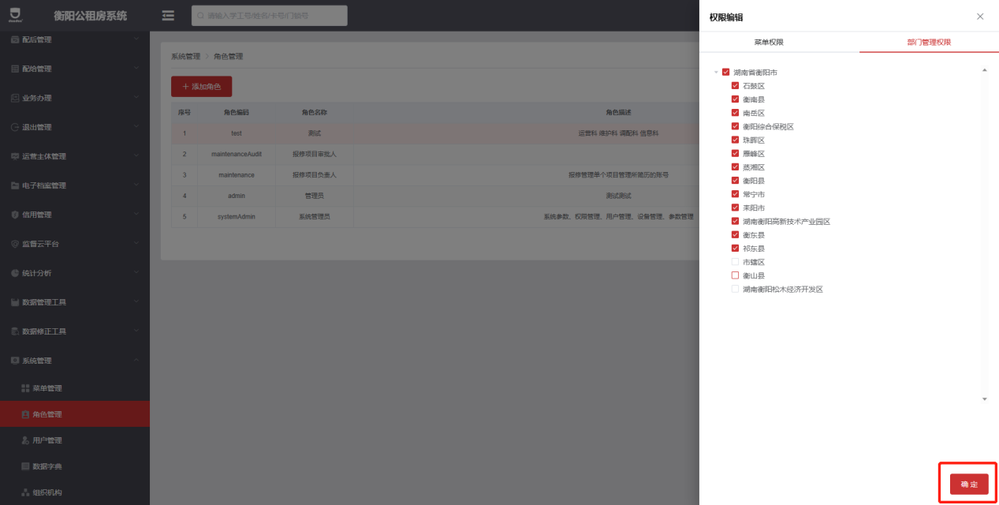 衡阳公租房系统
请输入学工号/姓名/卡号/门锁号
配后管理
配给管理
业务办理
退出管理
运营主体管理
电子档案管理
信用管理
监督云平台
统计分析
数据管理工具
数据修正工具
系统管理
菜单管理
角色管理
用户管理
数据字典
组织机构
系统管理 > 角色管理
+ 添加角色
序号 角色编码 角色名称 角色描述
1 test 测试 运营科 维护科 调配科 信息科
2 maintenanceAudit 报修项目审批人
3 maintenance 报修项目负责人 报修管理单个项目管理所简历的账号
4 admin 管理员 测试测试
5 systemAdmin 系统管理员 系统参数、权限管理、用户管理、设备管理、参数管理
权限编辑
菜单权限 部门管理权限
湖南省衡阳市
石鼓区
衡南县
南岳区
衡阳综合保税区
珠晖区
雁峰区
蒸湘区
衡阳县
常宁市
耒阳市
湖南衡阳高新技术产业园区
衡东县
祁东县
市辖区
衡山县
湖南衡阳松木经济开发区
确 定